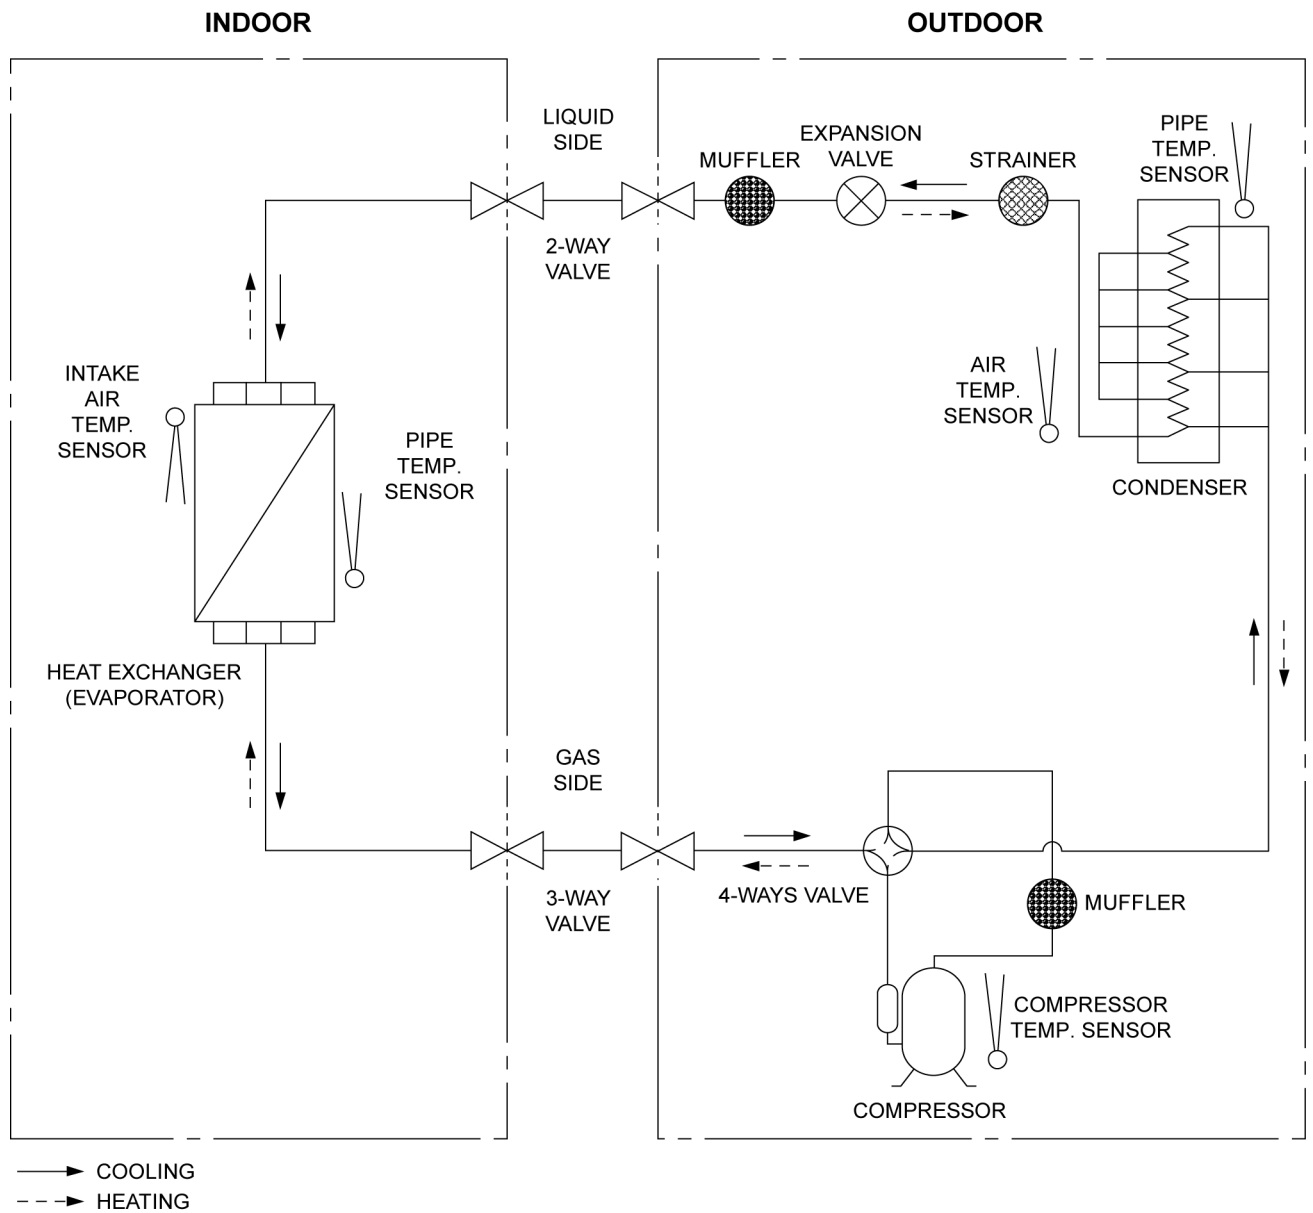 INDOOR
OUTDOOR
LIQUID
SIDE
MUFFLER
EXPANSION
VALVE
STRAINER
PIPE
TEMP.
SENSOR
2-WAY
VALVE
INTAKE
AIR
TEMP.
SENSOR
PIPE
TEMP.
SENSOR
AIR
TEMP.
SENSOR
CONDENSER
HEAT EXCHANGER
(EVAPORATOR)
GAS
SIDE
3-WAY
VALVE
4-WAYS VALVE
MUFFLER
COMPRESSOR
TEMP. SENSOR
COMPRESSOR
COOLING
HEATING